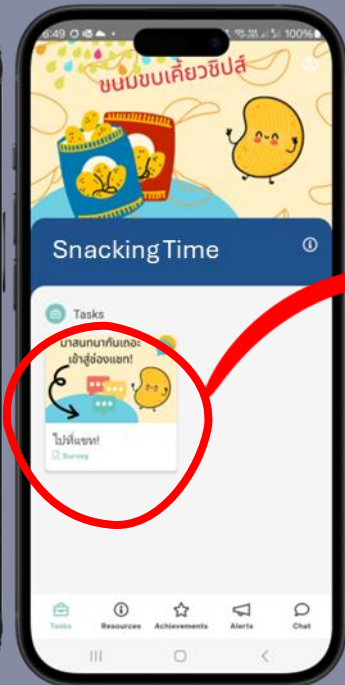 6:49
100%
ขนมขบเคี้ยวชิปส์
SnackingTime
Tasks
มาสนทนากันเถอะ
เข้าสู่ช่องแชท!
ไปที่แชท!
Survey
Tasks
Resources
Achievements
Alerts
Chat